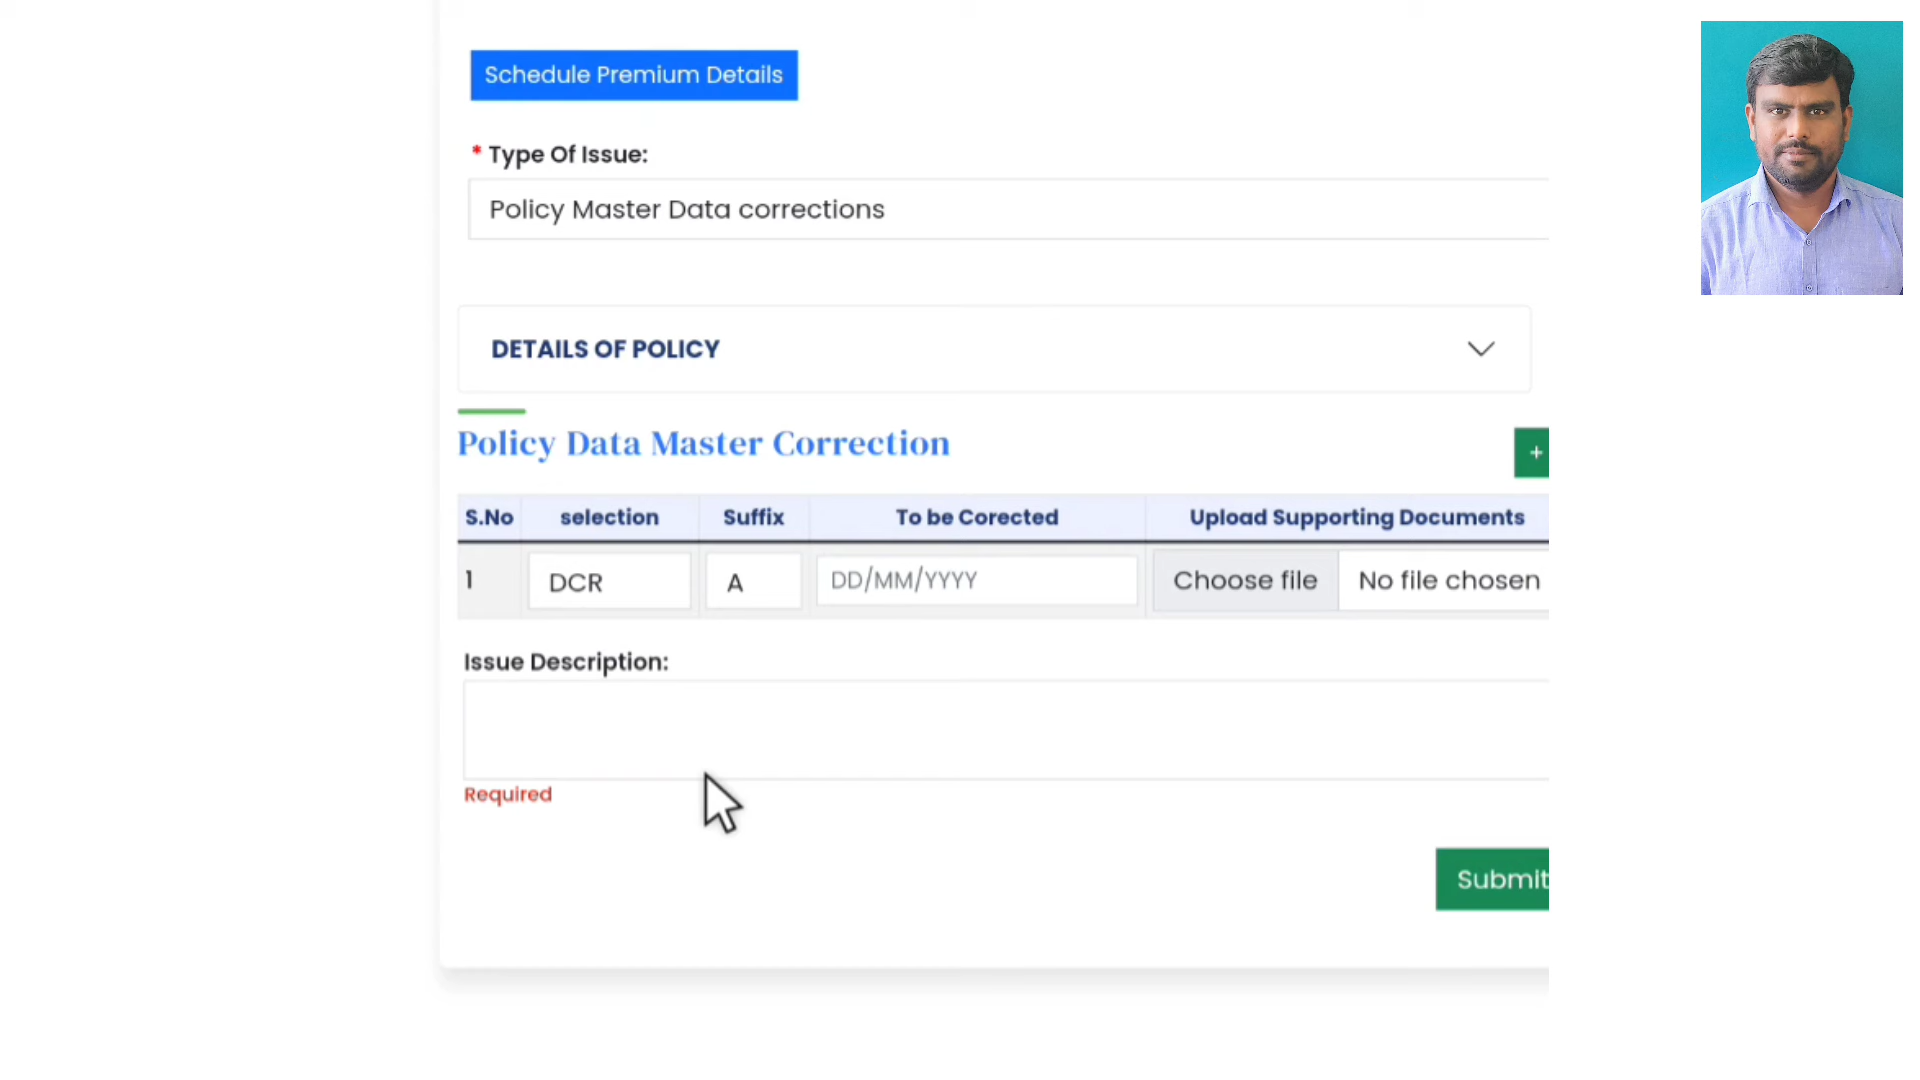 Schedule Premium Details
* Type Of Issue:
Policy Master Data corrections
DETAILS OF POLICY
Policy Data Master Correction
+
S.No selection Suffix To be Corected Upload Supporting Documents
1 DCR A DD/MM/YYYY Choose file No file chosen
Issue Description:
Required
Submit